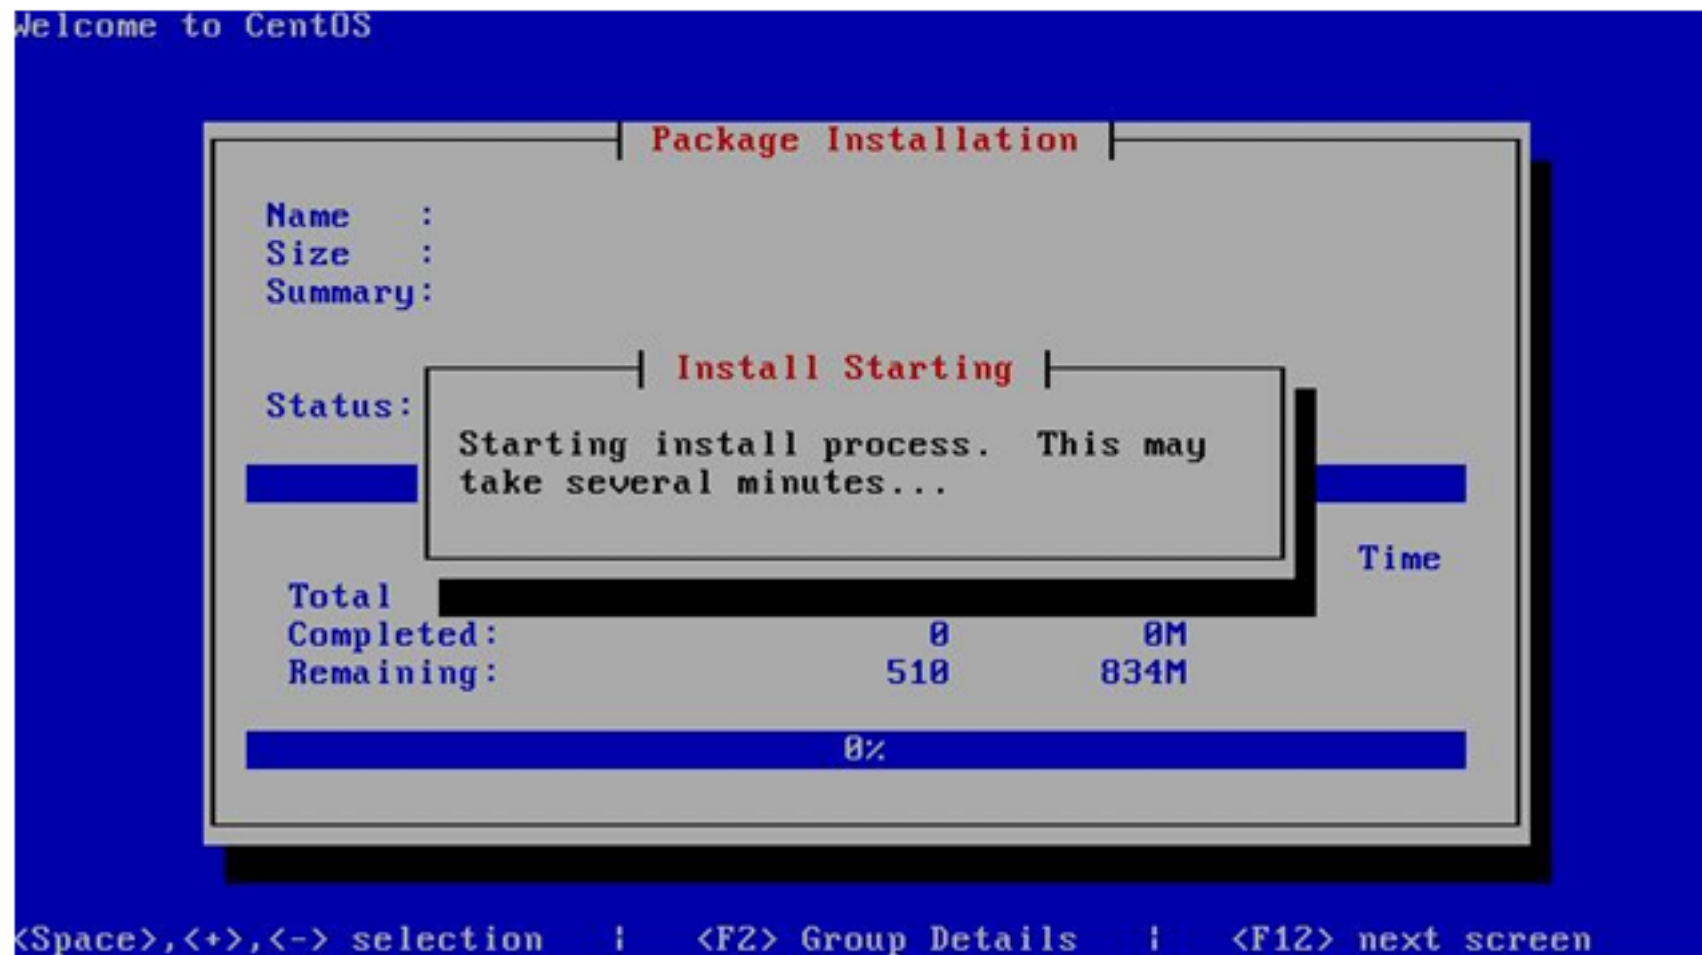 Welcome to CentOS
Package Installation
Name :
Size :
Summary:
Install Starting
Status:
Starting install process. This may
take several minutes...
Time
Total
Completed: 0 0M
Remaining: 510 834M
0%
<Space>,<+>,<-> selection | <F2> Group Details | <F12> next screen